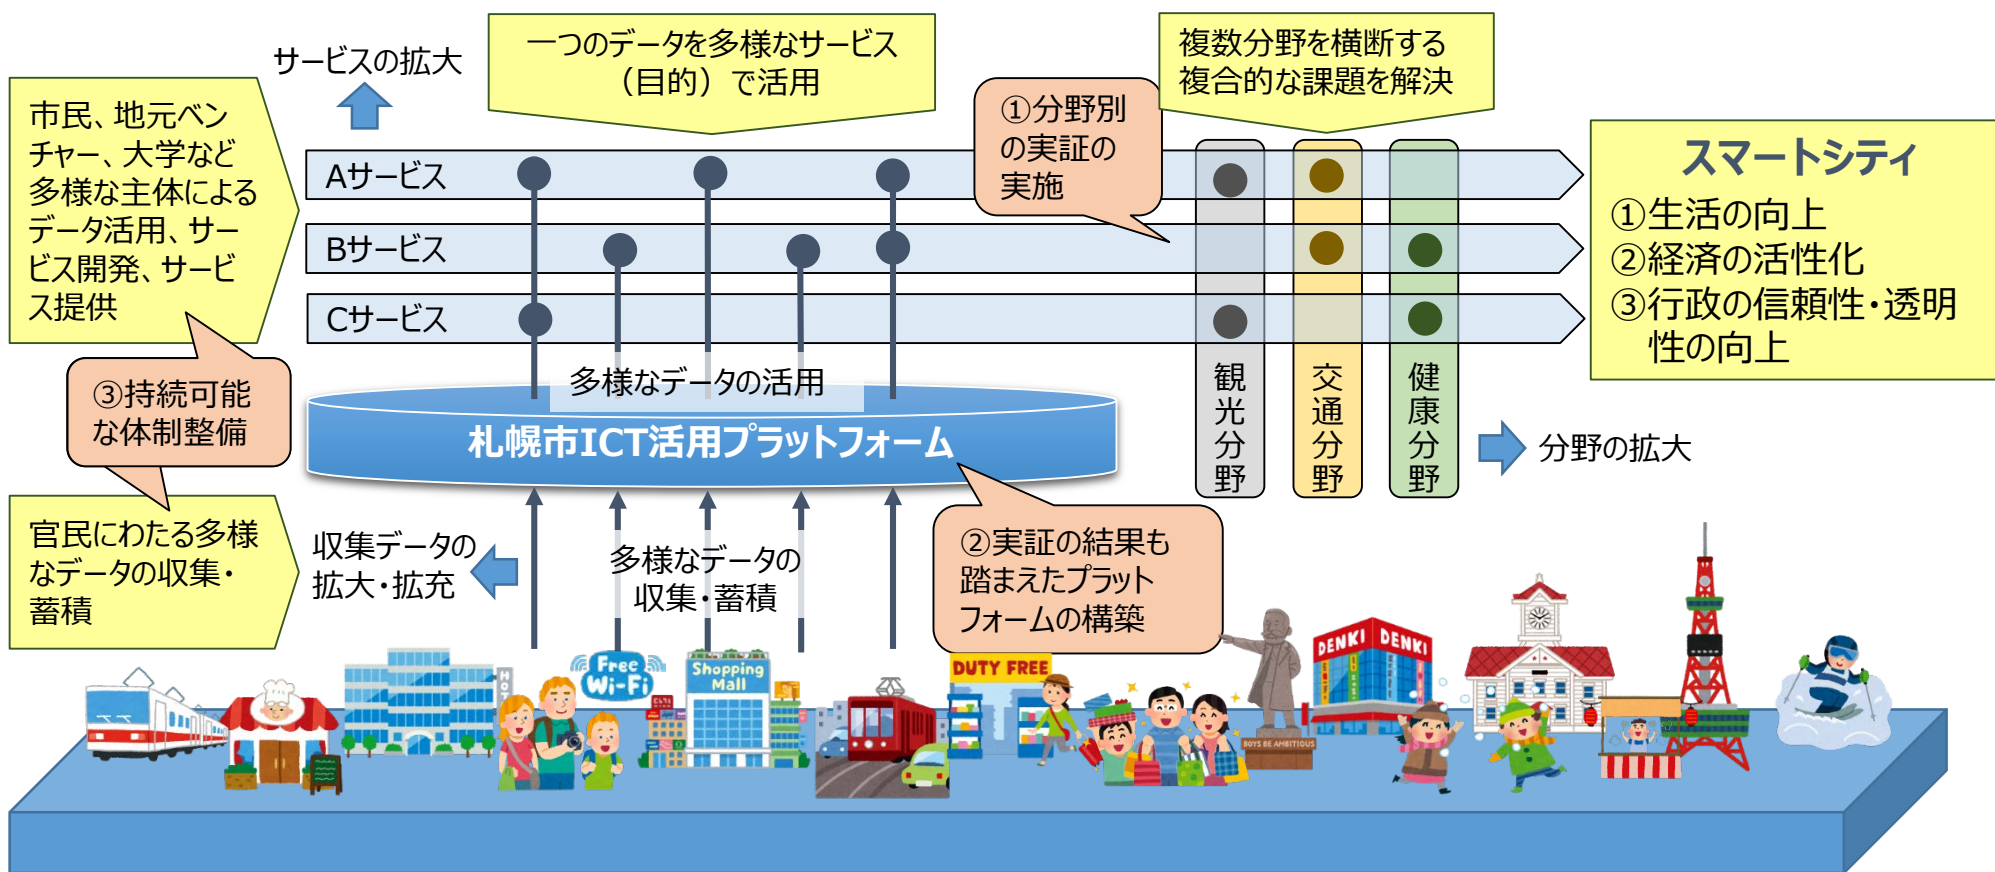 サービスの拡大
一つのデータを多様なサービス
（目的）で活用
複数分野を横断する
複合的な課題を解決
市民、地元ベン
チャー、大学など
多様な主体による
データ活用、サー
ビス開発、サービ
ス提供
①分野別
の実証の
実施
Aサービス
Bサービス
Cサービス
スマートシティ
①生活の向上
②経済の活性化
③行政の信頼性・透明
性の向上
③持続可能
な体制整備
多様なデータの活用
札幌市ICT活用プラットフォーム
観光分野
交通分野
健康分野
分野の拡大
官民にわたる多様
なデータの収集・
蓄積
収集データの
拡大・拡充
多様なデータの
収集・蓄積
②実証の結果も
踏まえたプラット
フォームの構築
HOT
Free
Wi-Fi
Shopping
Mall
DUTY FREE
BOYS BE AMBITIOUS
DENKI DENKI